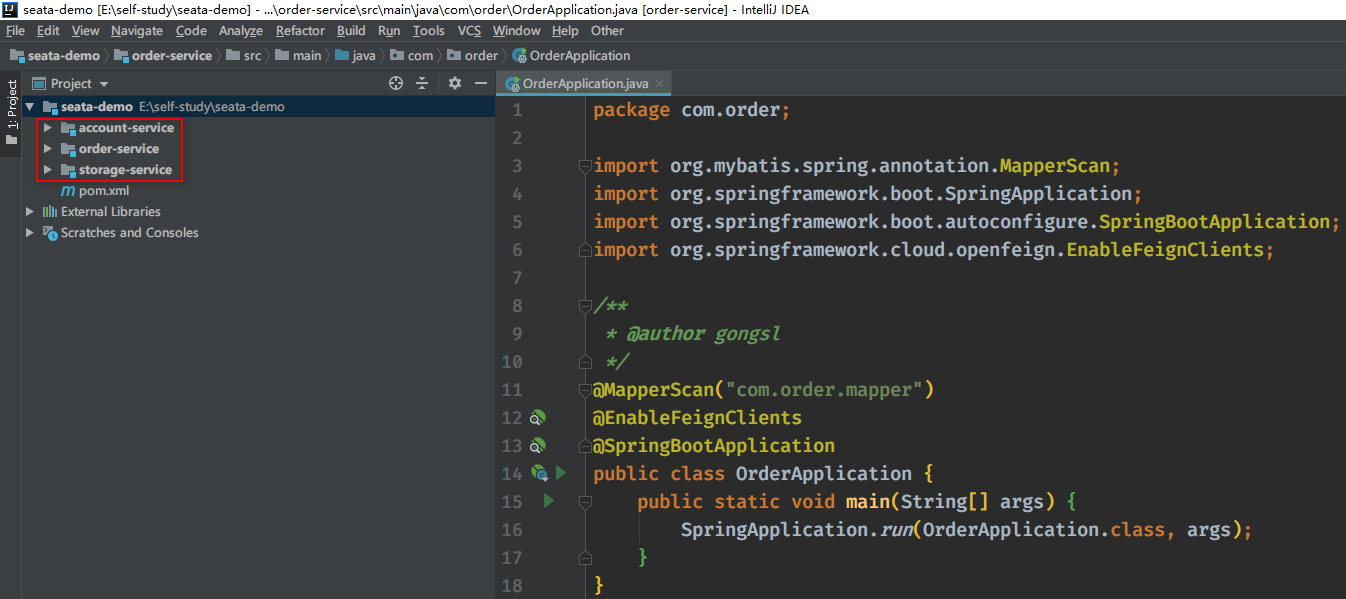 seata-demo [E:\self-study\seata-demo] - ...\order-service\src\main\java\com\order\OrderApplication.java [order-service] - IntelliJ IDEA
File Edit View Navigate Code Analyze Refactor Build Run Tools VCS Window Help Other
seata-demo order-service src main java com order OrderApplication
1: Project
Project
seata-demo E:\self-study\seata-demo
account-service
order-service
storage-service
pom.xml
External Libraries
Scratches and Consoles
OrderApplication.java
1 package com.order;
2
3 import org.mybatis.spring.annotation.MapperScan;
4 import org.springframework.boot.SpringApplication;
5 import org.springframework.boot.autoconfigure.SpringBootApplication;
6 import org.springframework.cloud.openfeign.EnableFeignClients;
7
8 /**
9 * @author gongsl
10 */
11 @MapperScan("com.order.mapper")
12 @EnableFeignClients
13 @SpringBootApplication
14 public class OrderApplication {
15 public static void main(String[] args) {
16 SpringApplication.run(OrderApplication.class, args);
17 }
18 }